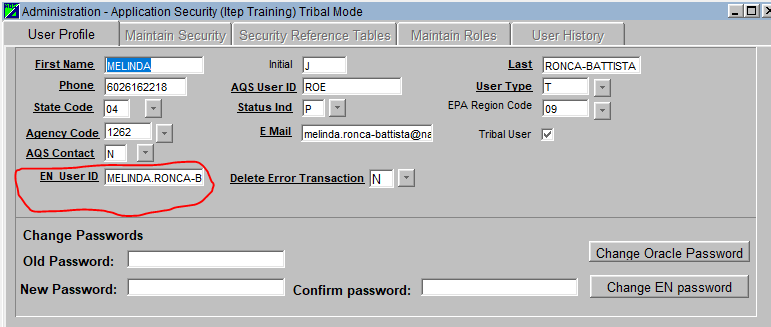 Administration - Application Security (Itep Training) Tribal Mode
User Profile Maintain Security Security Reference Tables Maintain Roles User History
First Name MELINDA Initial J Last RONCA-BATTISTA
Phone 6026162218 AQS User ID ROE User Type T
State Code 04 Status Ind P EPA Region Code 09
Agency Code 1262 E Mail melinda.ronca-battista@na Tribal User
AQS Contact N
EN User ID MELINDA.RONCA-B Delete Error Transaction N
Change Passwords
Old Password: Change Oracle Password
New Password: Confirm password: Change EN password